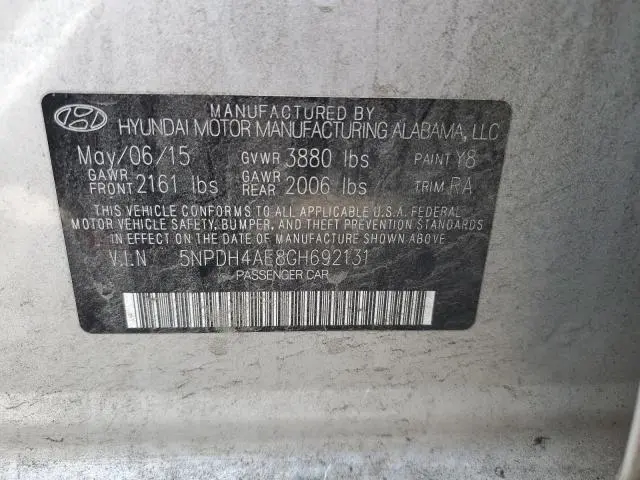 MANUFACTURED BY
HYUNDAI MOTOR MANUFACTURING ALABAMA, LLC
May/06/15 GVWR 3880 lbs PAINT Y8
GAWR FRONT 2161 lbs GAWR REAR 2006 lbs TRIM RA
THIS VEHICLE CONFORMS TO ALL APPLICABLE U.S.A. FEDERAL
MOTOR VEHICLE SAFETY, BUMPER, AND THEFT PREVENTION STANDARDS
IN EFFECT ON THE DATE OF MANUFACTURE SHOWN ABOVE.
V.I.N 5NPDH4AE8GH692131
PASSENGER CAR